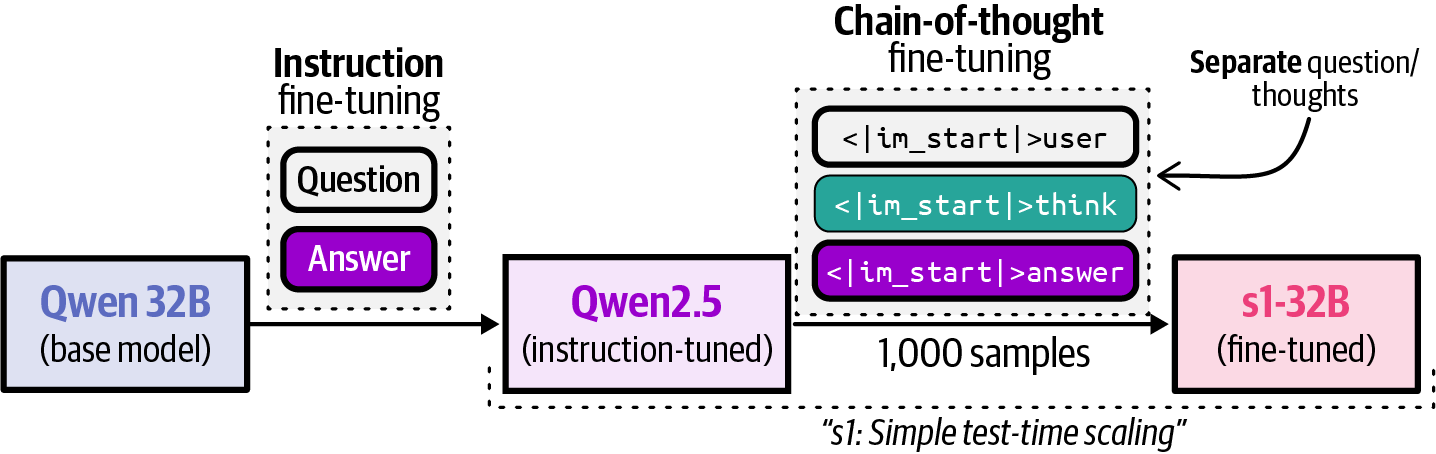 Instruction
fine-tuning
Question
Answer
Chain-of-thought
fine-tuning
<|im_start|>user
<|im_start|>think
<|im_start|>answer
Separate question/
thoughts
Qwen 32B
(base model)
Qwen2.5
(instruction-tuned)
1,000 samples
s1-32B
(fine-tuned)
“s1: Simple test-time scaling”